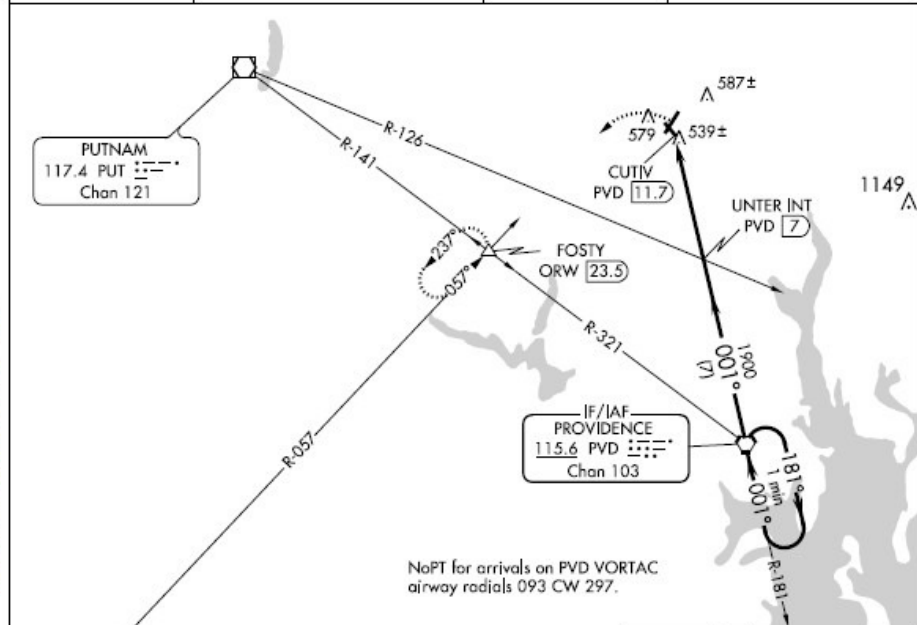 587±
579
539±
R-126
R-141
PUTNAM
117.4 PUT
Chan 121
CUTIV
PVD 11.7
1149
UNTER INT
PVD 7
237°
057°
FOSTY
ORW 23.5
R-321
1900
001°
(7)
IF/IAF
PROVIDENCE
115.6 PVD
Chan 103
R-057
181°
1 min
001°
R-181
NoPT for arrivals on PVD VORTAC
airway radials 093 CW 297.